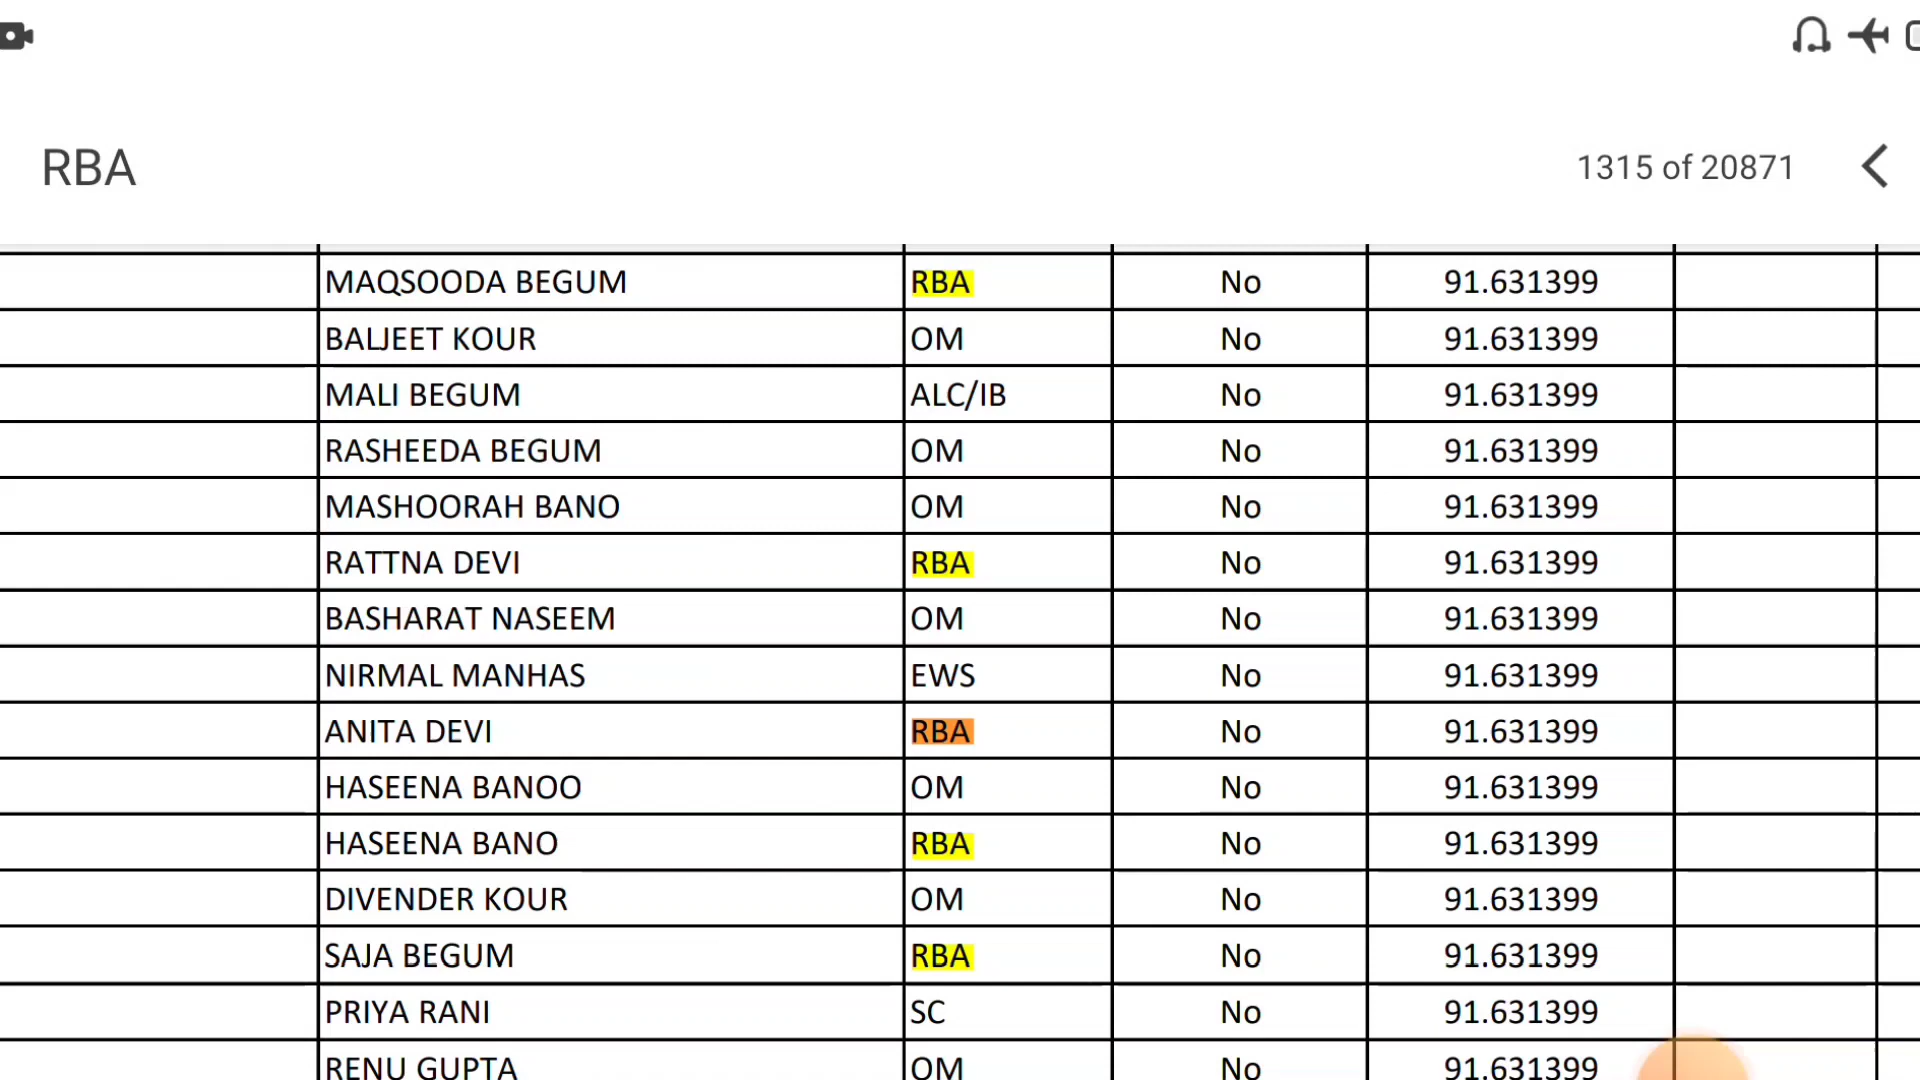 RBA 1315 of 20871
MAQSOODA BEGUM RBA No 91.631399
BALJEET KOUR OM No 91.631399
MALI BEGUM ALC/IB No 91.631399
RASHEEDA BEGUM OM No 91.631399
MASHOORAH BANO OM No 91.631399
RATTNA DEVI RBA No 91.631399
BASHARAT NASEEM OM No 91.631399
NIRMAL MANHAS EWS No 91.631399
ANITA DEVI RBA No 91.631399
HASEENA BANOO OM No 91.631399
HASEENA BANO RBA No 91.631399
DIVENDER KOUR OM No 91.631399
SAJA BEGUM RBA No 91.631399
PRIYA RANI SC No 91.631399
RENU GUPTA OM No 91.631399